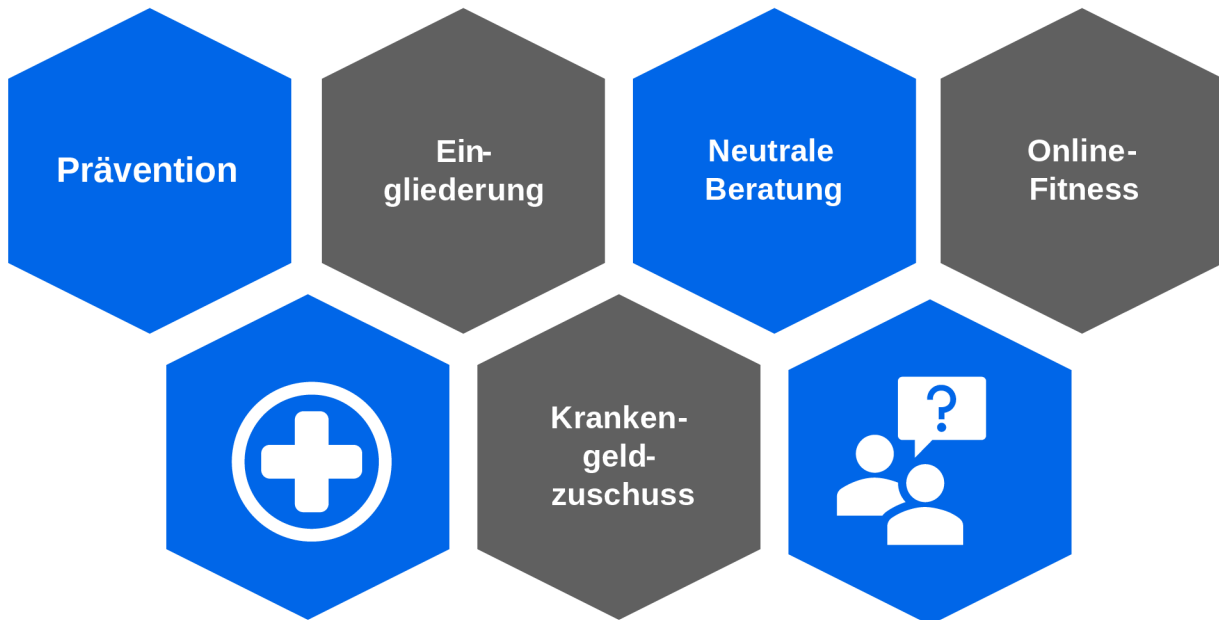 Prävention
Ein-
gliederung
Neutrale
Beratung
Online-
Fitness
Kranken-
geld-
zuschuss
?